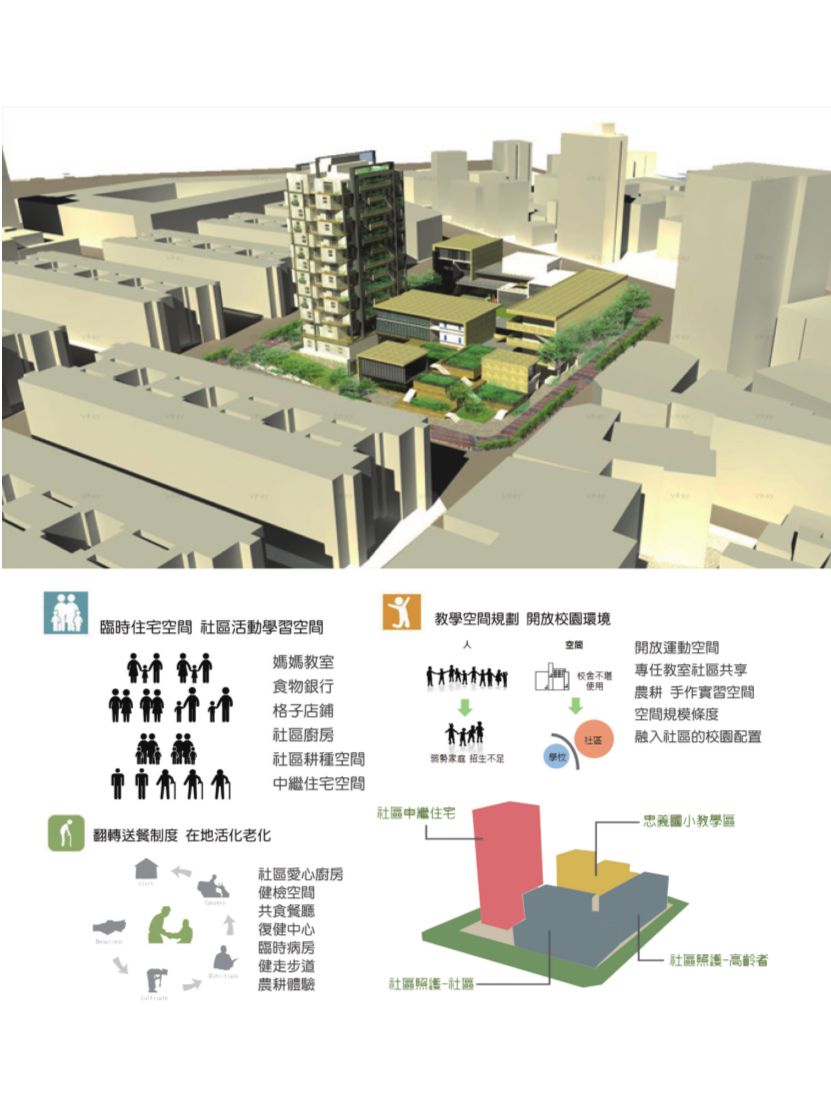 臨時住宅空間 社區活動學習空間
媽媽教室
食物銀行
格子店鋪
社區廚房
社區耕種空間
中繼住宅空間
教學空間規劃 開放校園環境
人
空間
校舍不堪
使用
弱勢家庭 招生不足
學校
社區
開放運動空間
專任教室社區共享
農耕 手作實習空間
空間規模條度
融入社區的校園配置
翻轉送餐制度 在地活化老化
Donations
Cultivate
Dietitians
社區愛心廚房
健檢空間
共食餐廳
復健中心
臨時病房
健走步道
農耕體驗
社區中繼住宅
忠義國小教學區
社區照護-高齡者
社區照護-社區